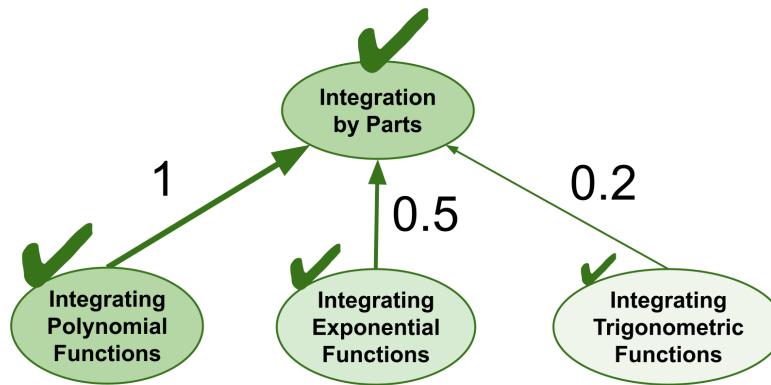 Integration
by Parts
1
0.5
0.2
Integrating
Polynomial
Functions
Integrating
Exponential
Functions
Integrating
Trigonometric
Functions